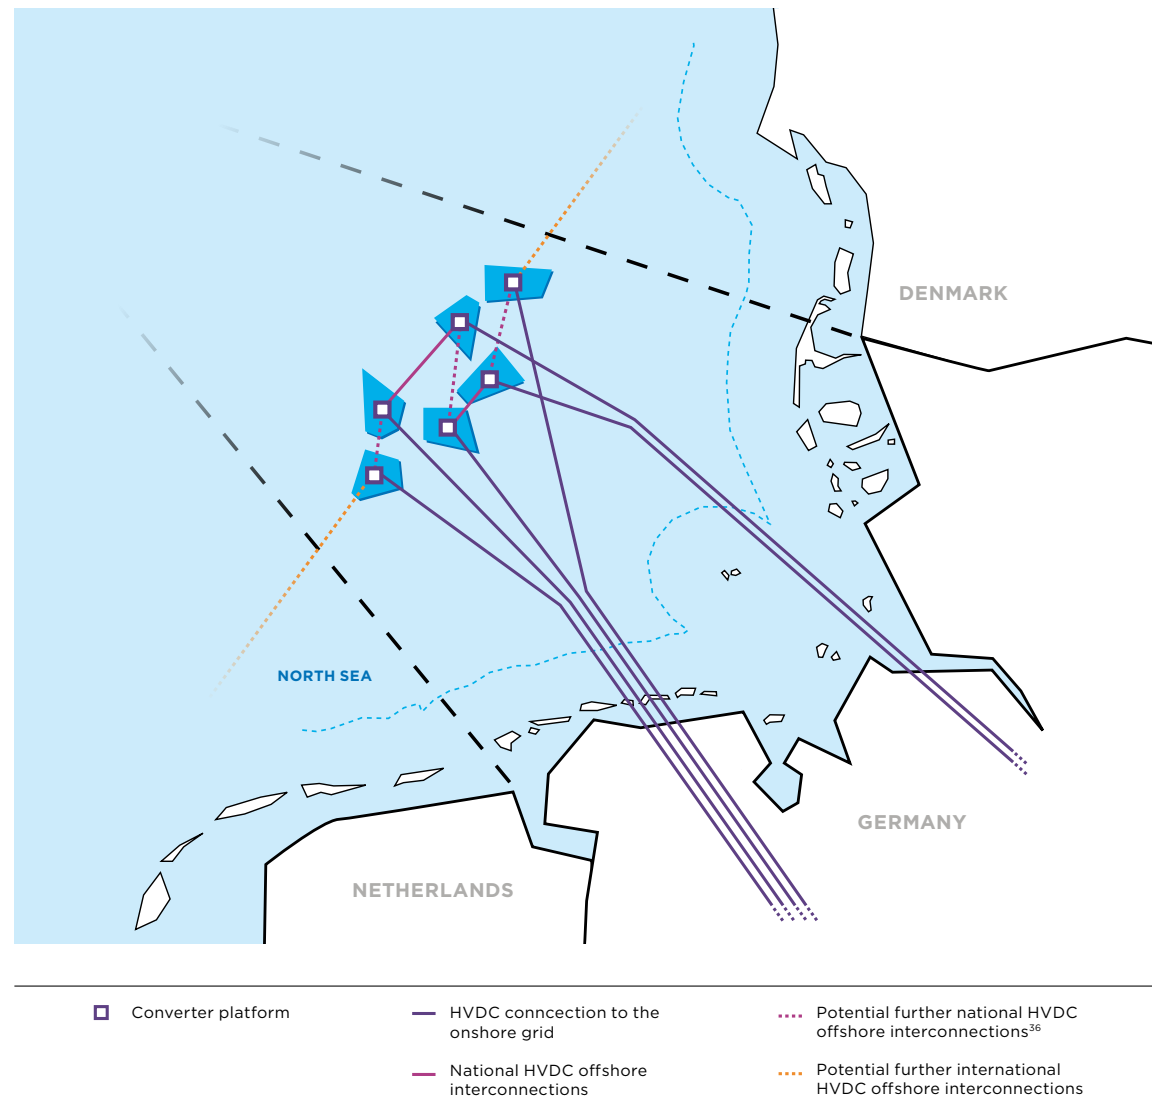 DENMARK
NORTH SEA
GERMANY
NETHERLANDS
Converter platform
HVDC conncection to the
onshore grid
National HVDC offshore
interconnections
Potential further national HVDC
offshore interconnections³⁶
Potential further international
HVDC offshore interconnections